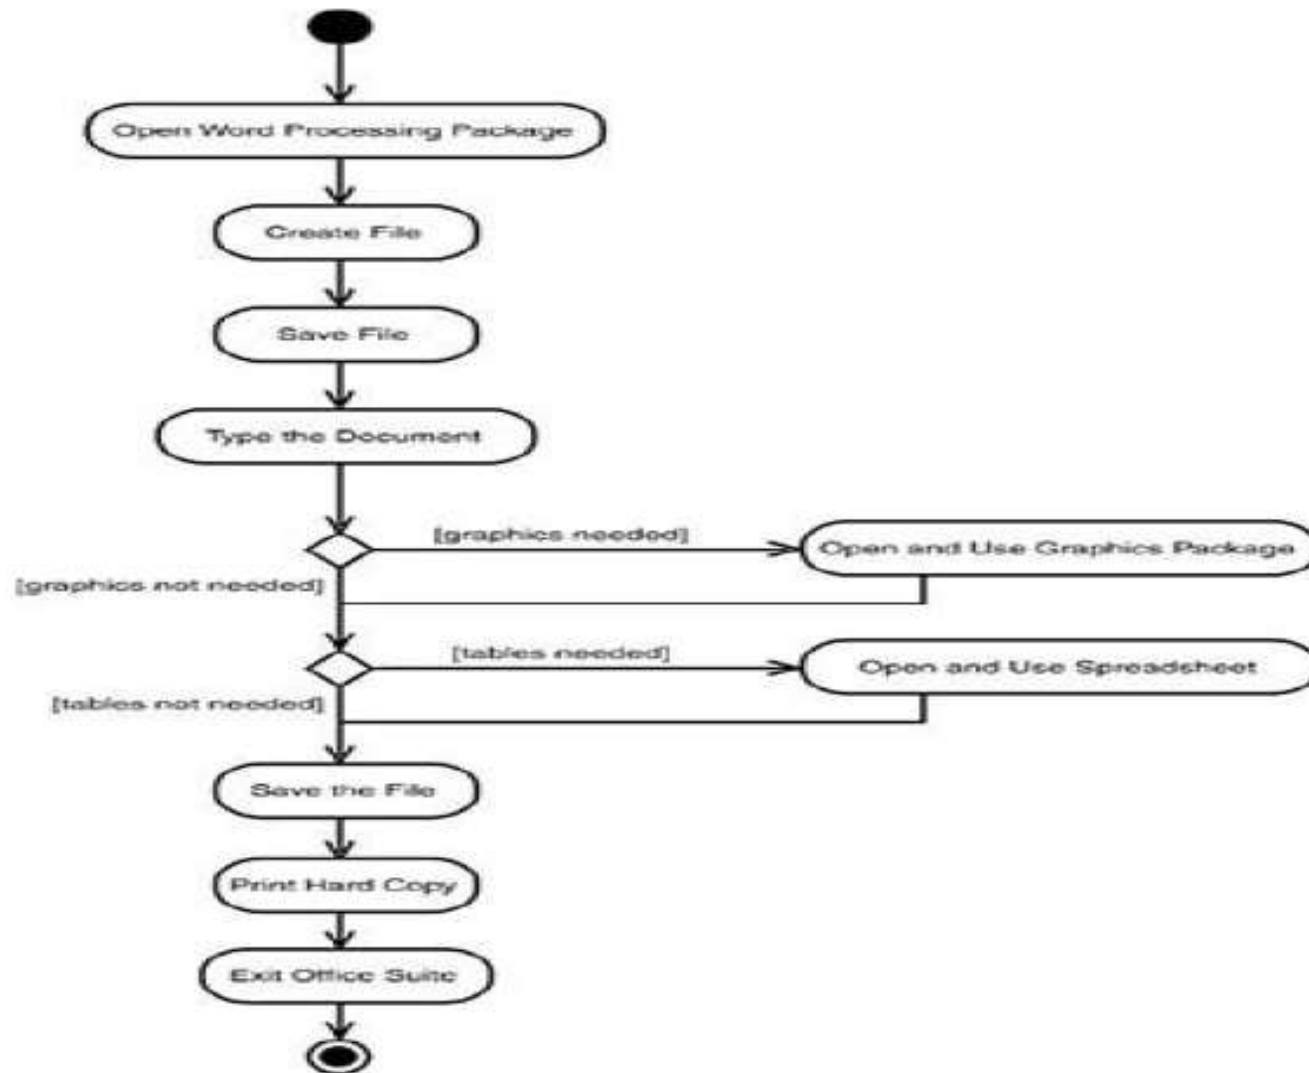 Open Word Processing Package
Create File
Save File
Type the Document
[graphics needed]
Open and Use Graphics Package
[graphics not needed]
[tables needed]
Open and Use Spreadsheet
[tables not needed]
Save the File
Print Hard Copy
Exit Office Suite